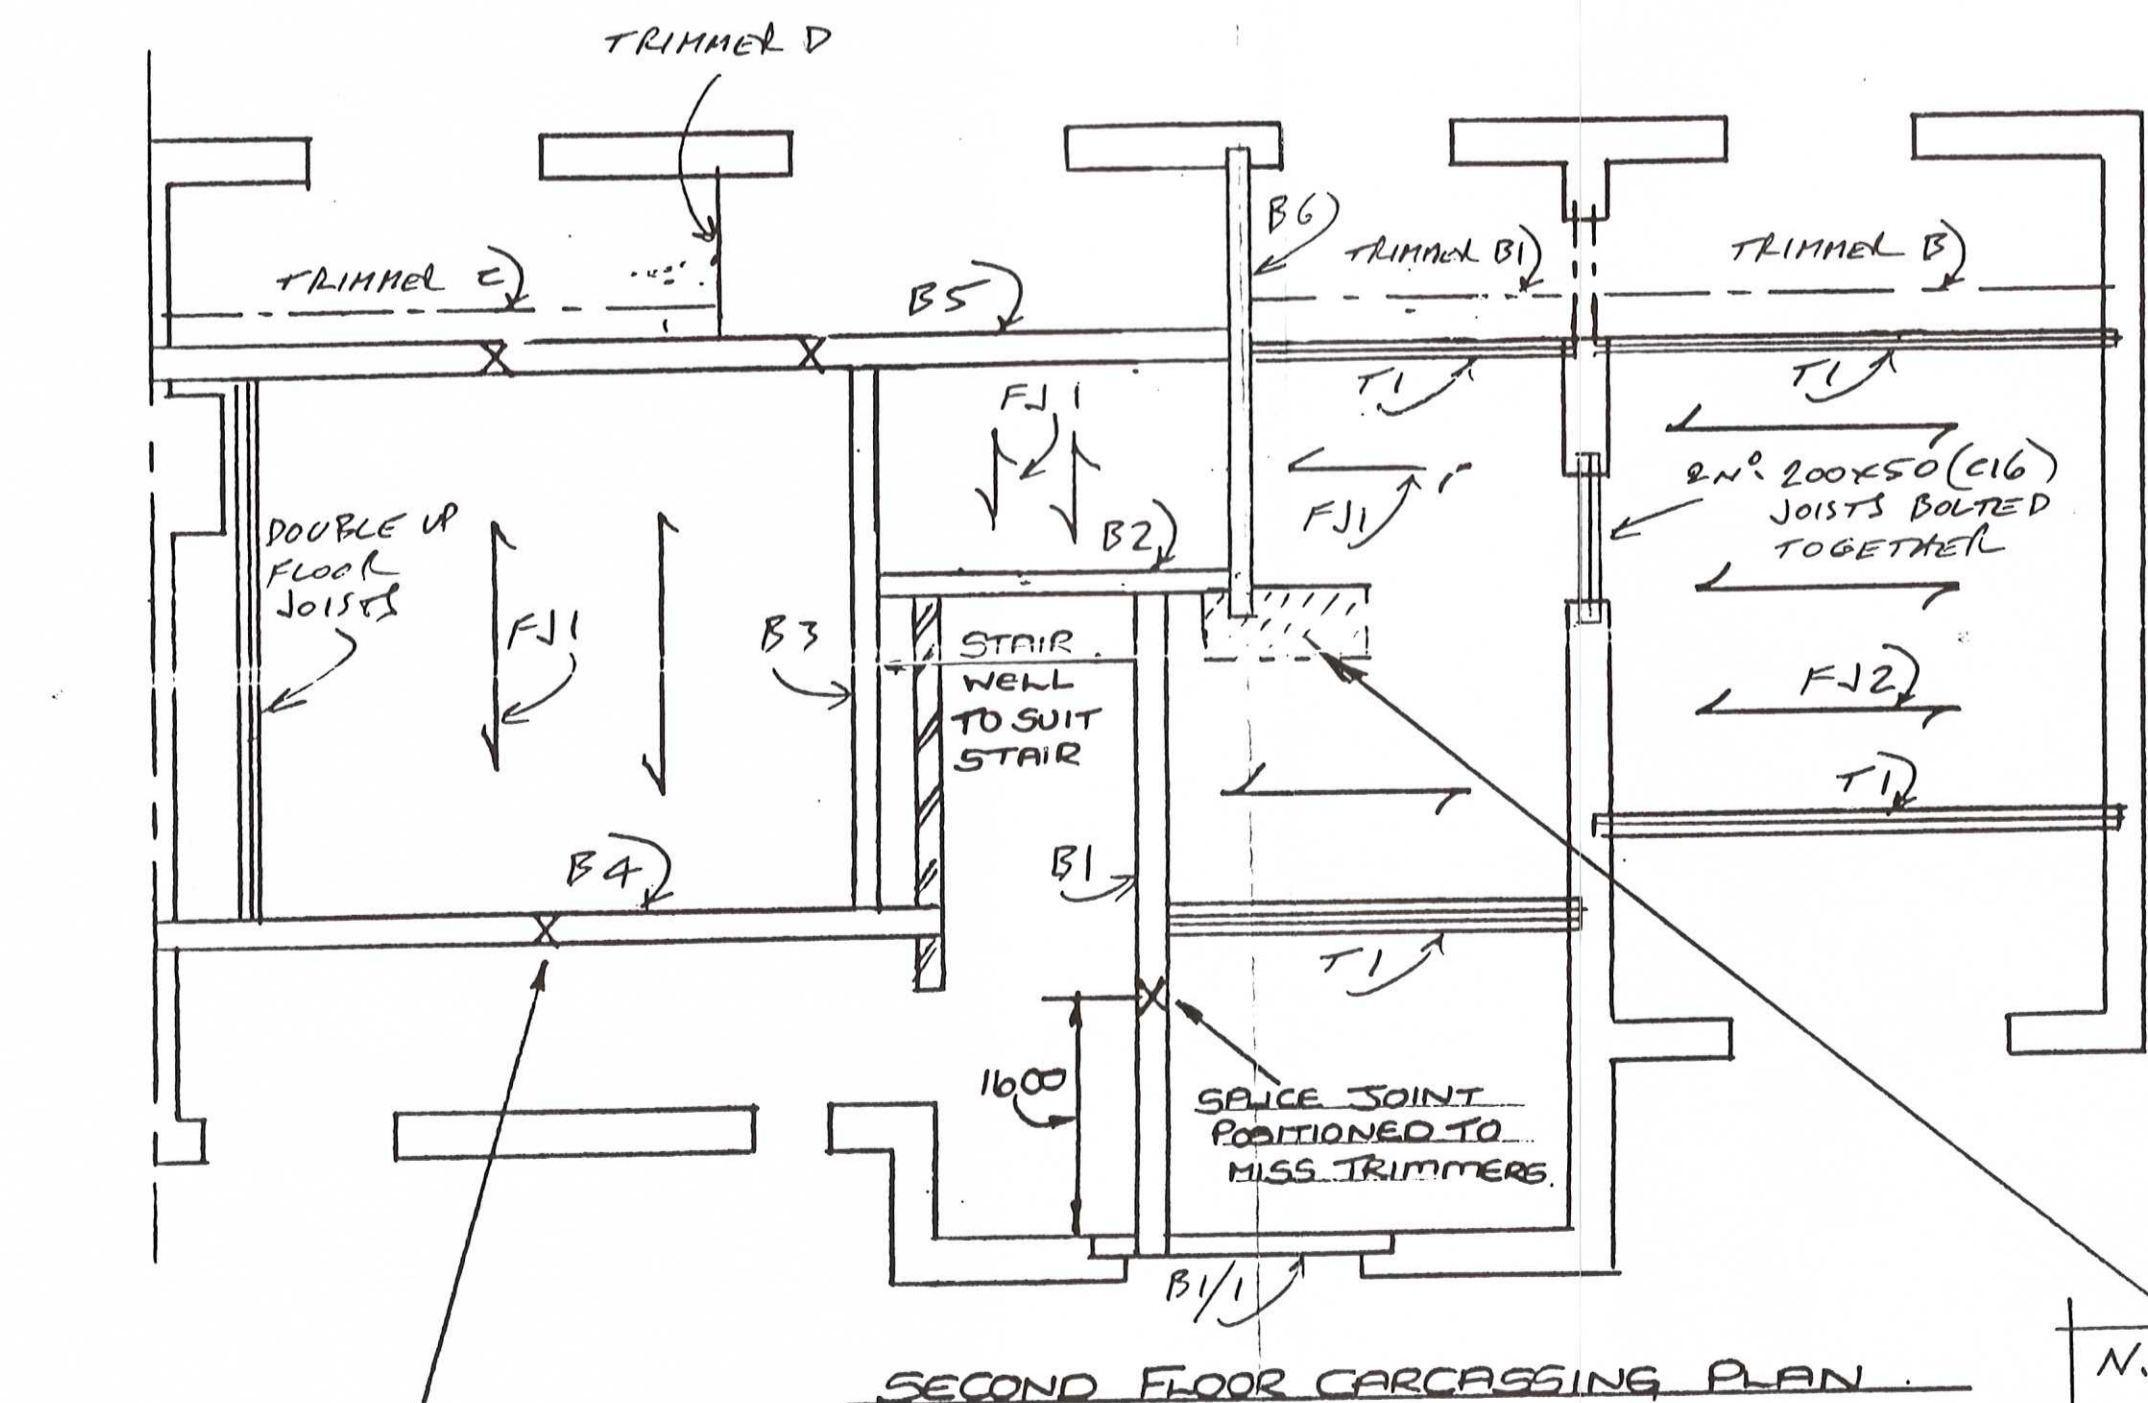 TRIMMER D
B6
TRIMMER B1
TRIMMER B
TRIMMER C
B5
T1
T1
FJ1
2 No. 200x50 (C16)
JOISTS BOLTED
TOGETHER
FJ1
B2
DOUBLE UP
FLOOR
JOISTS
FJ1
B3
STAIR
WELL
TO SUIT
STAIR
FJ2
T1
B4
B1
T1
1600
SPLICE JOINT
POSITIONED TO
MISS TRIMMERS.
B1/1
SECOND FLOOR CARCASSING PLAN.
N.